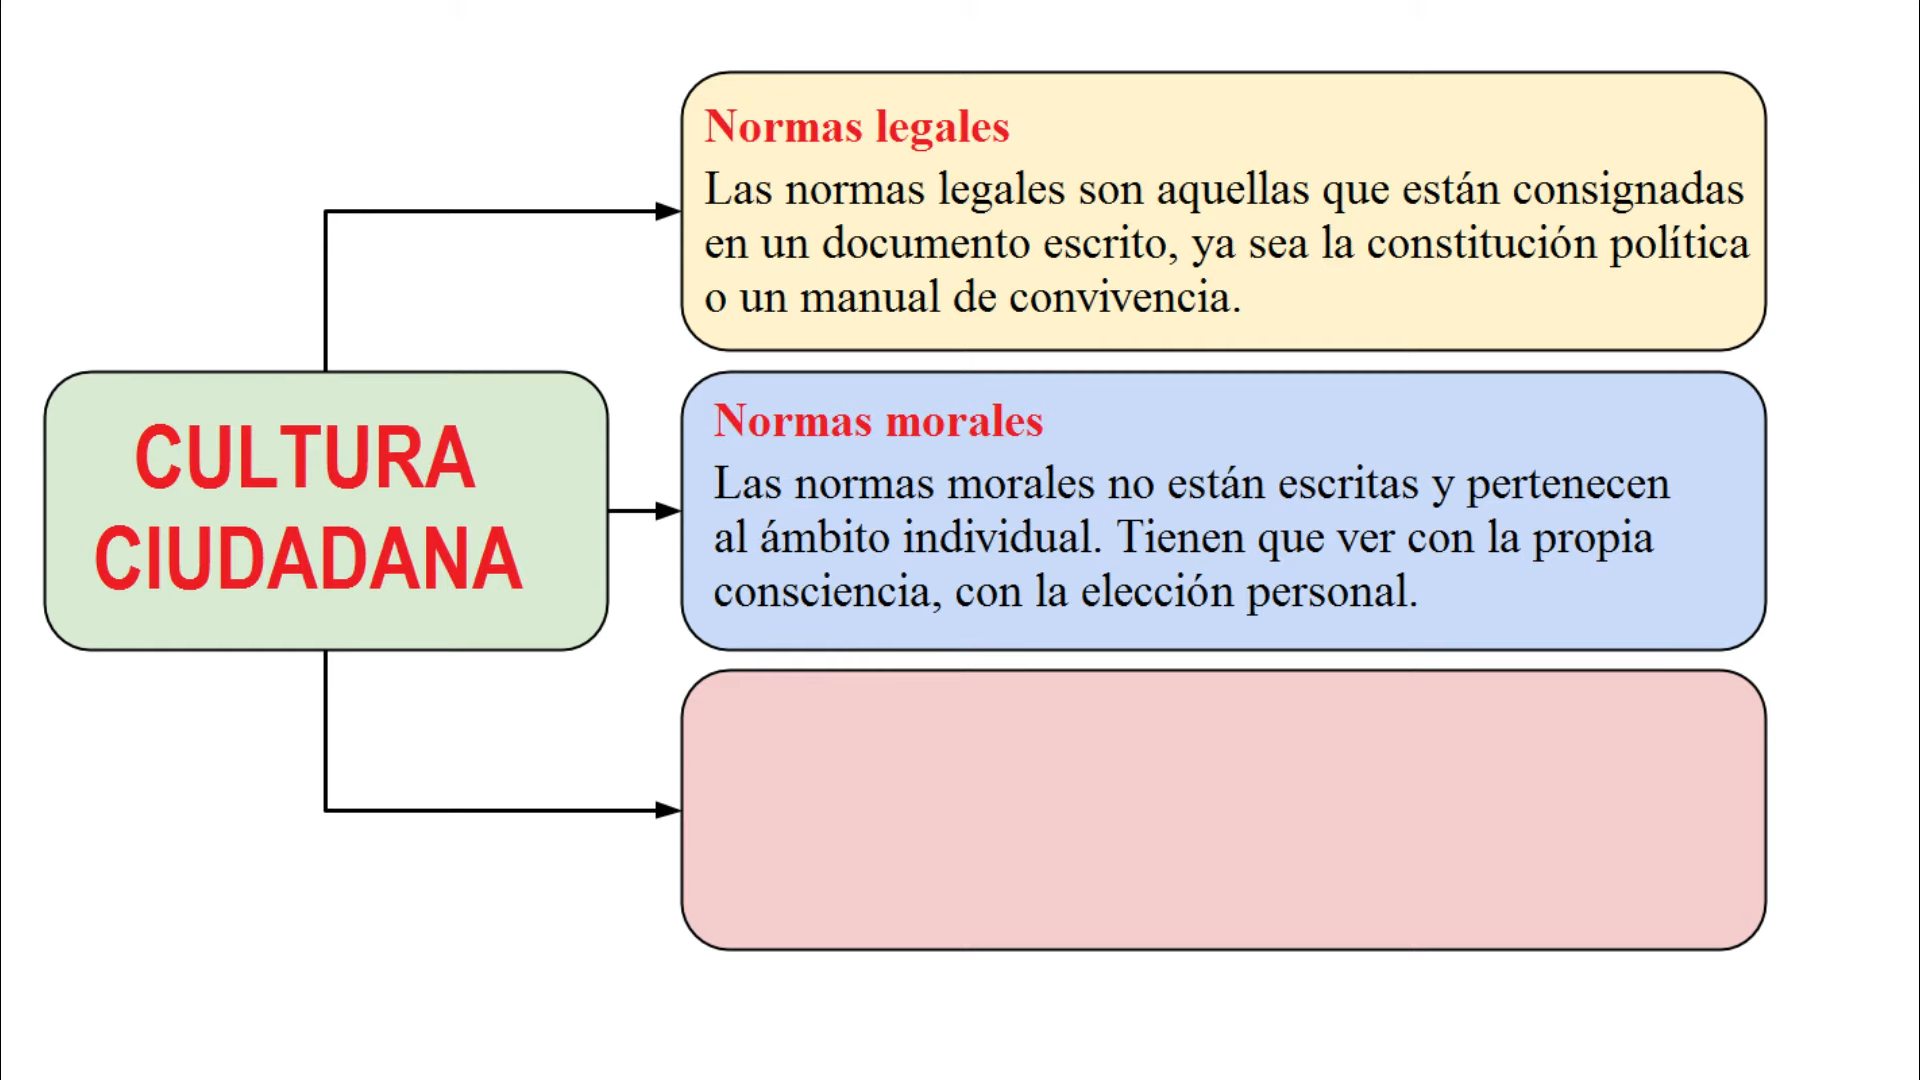 Normas legales
Las normas legales son aquellas que están consignadas
en un documento escrito, ya sea la constitución política
o un manual de convivencia.
CULTURA
CIUDADANA
Normas morales
Las normas morales no están escritas y pertenecen
al ámbito individual. Tienen que ver con la propia
consciencia, con la elección personal.